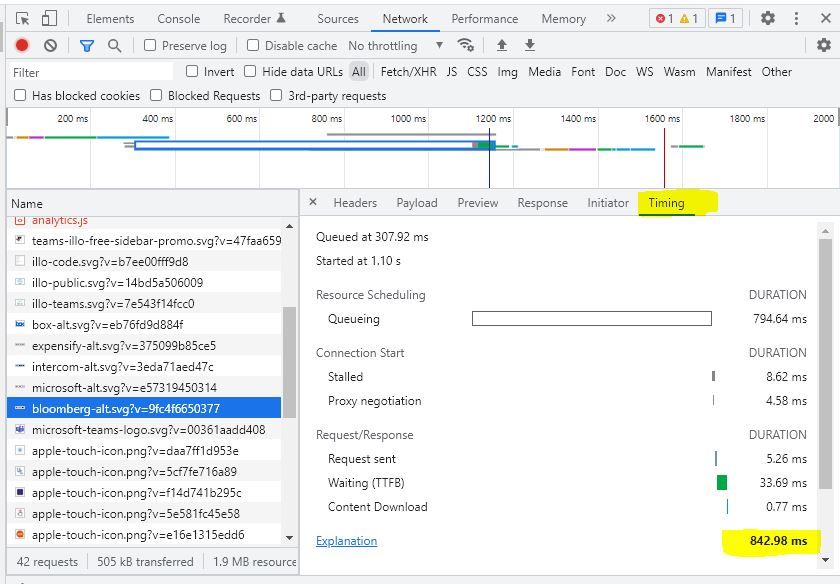 Elements Console Recorder Sources Network Performance Memory » 1 1 1
Preserve log Disable cache No throttling
Filter Invert Hide data URLs All Fetch/XHR JS CSS Img Media Font Doc WS Wasm Manifest Other
Has blocked cookies Blocked Requests 3rd-party requests
200 ms 400 ms 600 ms 800 ms 1000 ms 1200 ms 1400 ms 1600 ms 1800 ms 2000
Name
analytics.js
teams-illo-free-sidebar-promo.svg?v=47faa659
illo-code.svg?v=b7ee00fff9d8
illo-public.svg?v=14bd5a506009
illo-teams.svg?v=7e543f14fcc0
box-alt.svg?v=eb76fd9d884f
expensify-alt.svg?v=375099b85ce5
intercom-alt.svg?v=3eda71aed47c
microsoft-alt.svg?v=e57319450314
bloomberg-alt.svg?v=9fc4f6650377
microsoft-teams-logo.svg?v=00361aadd408
apple-touch-icon.png?v=daa7ff1d953e
apple-touch-icon.png?v=5cf7fe716a89
apple-touch-icon.png?v=f14d741b295c
apple-touch-icon.png?v=5e581fc45e58
apple-touch-icon.png?v=e16e1315edd6
42 requests 505 kB transferred 1.9 MB resource
Headers Payload Preview Response Initiator Timing
Queued at 307.92 ms
Started at 1.10 s
Resource Scheduling DURATION
Queueing 794.64 ms
Connection Start DURATION
Stalled 8.62 ms
Proxy negotiation 4.58 ms
Request/Response DURATION
Request sent 5.26 ms
Waiting (TTFB) 33.69 ms
Content Download 0.77 ms
Explanation 842.98 ms